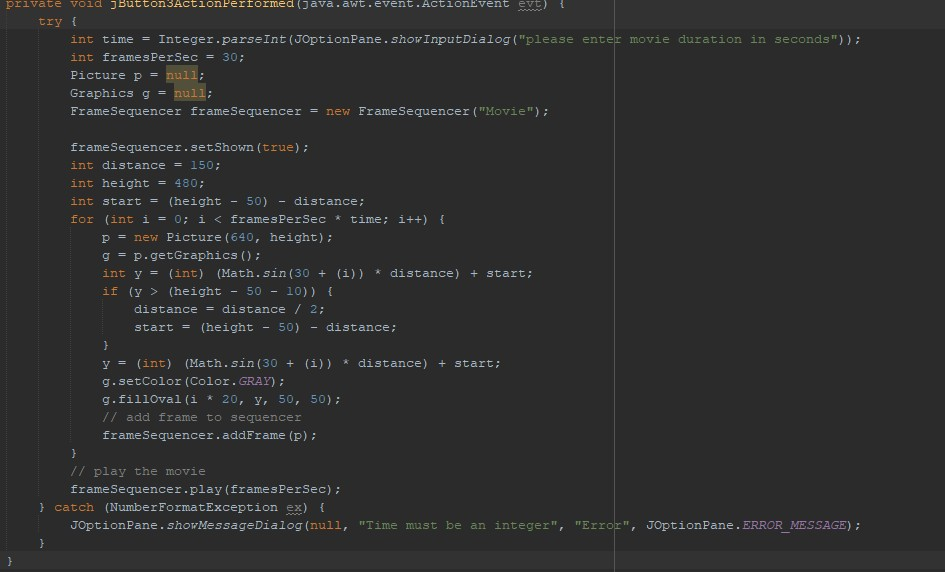 private void jButton3ActionPerformed(java.awt.event.ActionEvent evt) {
    try {
        int time = Integer.parseInt(JOptionPane.showInputDialog("please enter movie duration in seconds"));
        int framesPerSec = 30;
        Picture p = null;
        Graphics g = null;
        FrameSequencer frameSequencer = new FrameSequencer("Movie");

        frameSequencer.setShown(true);
        int distance = 150;
        int height = 480;
        int start = (height - 50) - distance;
        for (int i = 0; i < framesPerSec * time; i++) {
            p = new Picture(640, height);
            g = p.getGraphics();
            int y = (int) (Math.sin(30 + (i)) * distance) + start;
            if (y > (height - 50 - 10)) {
                distance = distance / 2;
                start = (height - 50) - distance;
            }
            y = (int) (Math.sin(30 + (i)) * distance) + start;
            g.setColor(Color.GRAY);
            g.fillOval(i * 20, y, 50, 50);
            // add frame to sequencer
            frameSequencer.addFrame(p);
        }
        // play the movie
        frameSequencer.play(framesPerSec);
    } catch (NumberFormatException ex) {
        JOptionPane.showMessageDialog(null, "Time must be an integer", "Error", JOptionPane.ERROR_MESSAGE);
    }
}